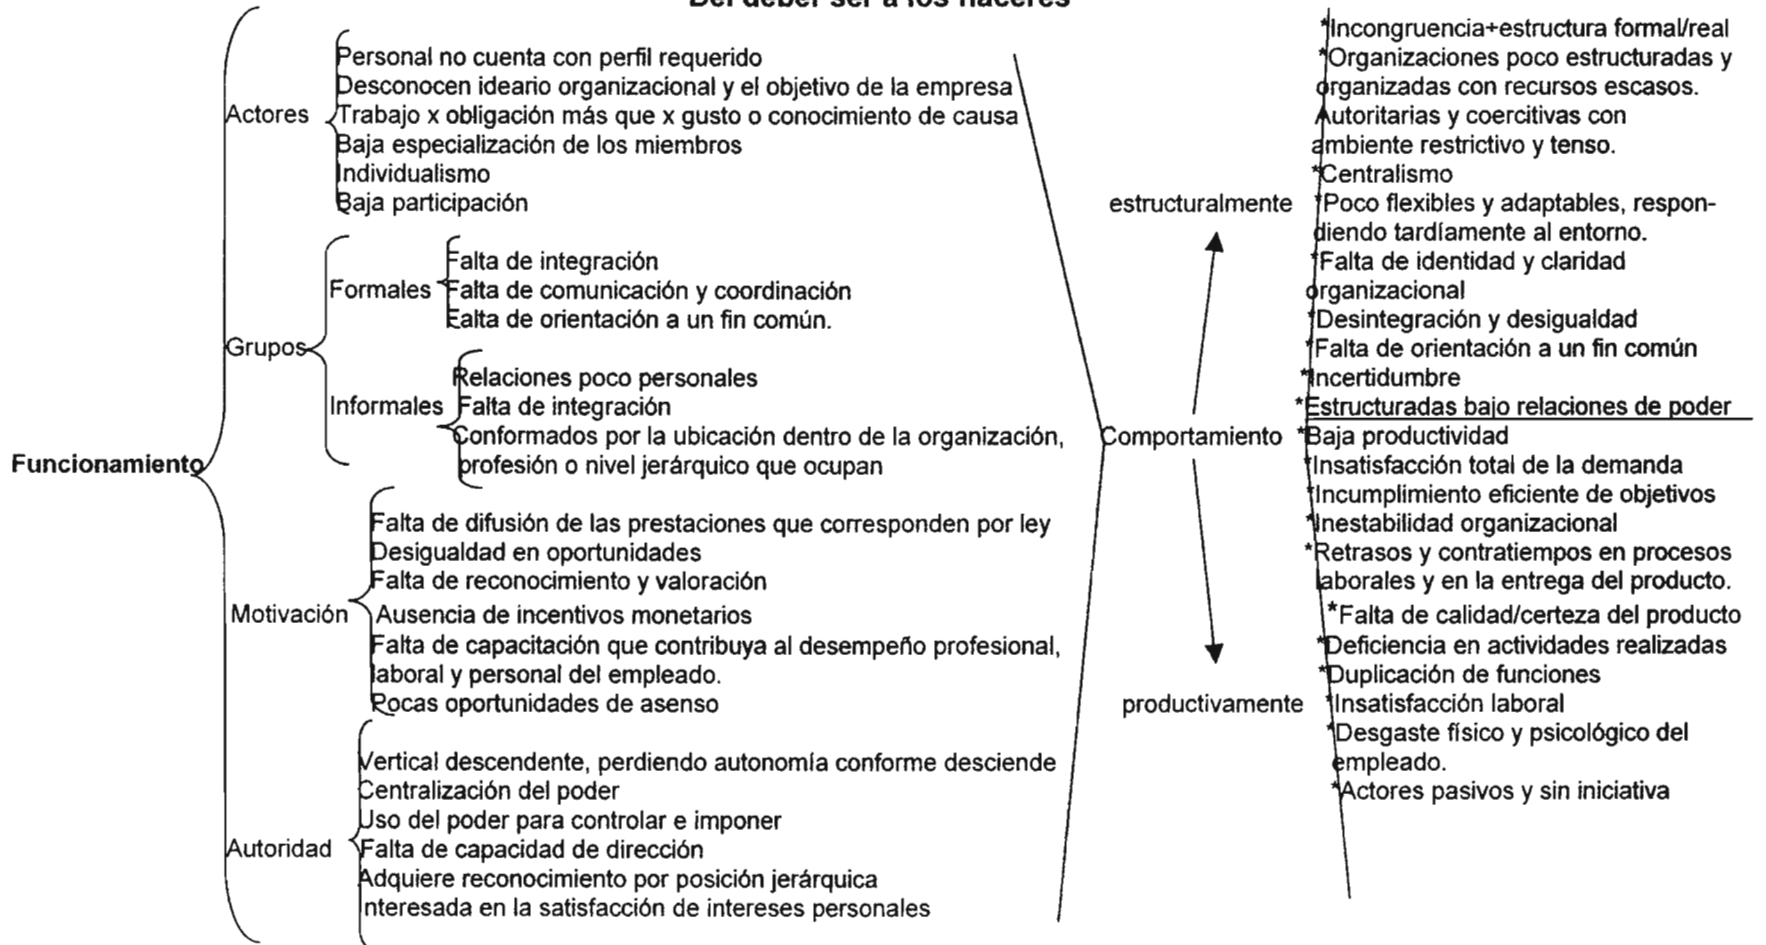 Del deber ser a los haceres
Funcionamiento
Actores
Personal no cuenta con perfil requerido
Desconocen ideario organizacional y el objetivo de la empresa
Trabajo x obligación más que x gusto o conocimiento de causa
Baja especialización de los miembros
Individualismo
Baja participación
Grupos
Formales
Falta de integración
Falta de comunicación y coordinación
Falta de orientación a un fin común.
Informales
Relaciones poco personales
Falta de integración
Conformados por la ubicación dentro de la organización,
profesión o nivel jerárquico que ocupan
Motivación
Falta de difusión de las prestaciones que corresponden por ley
Desigualdad en oportunidades
Falta de reconocimiento y valoración
Ausencia de incentivos monetarios
Falta de capacitación que contribuya al desempeño profesional,
laboral y personal del empleado.
Pocas oportunidades de asenso
Autoridad
Vertical descendente, perdiendo autonomía conforme desciende
Centralización del poder
Uso del poder para controlar e imponer
Falta de capacidad de dirección
Adquiere reconocimiento por posición jerárquica
Interesada en la satisfacción de intereses personales
Comportamiento
estructuralmente
*Incongruencia+estructura formal/real
*Organizaciones poco estructuradas y
organizadas con recursos escasos.
Autoritarias y coercitivas con
ambiente restrictivo y tenso.
*Centralismo
*Poco flexibles y adaptables, respon-
diendo tardíamente al entorno.
*Falta de identidad y claridad
organizacional
*Desintegración y desigualdad
*Falta de orientación a un fin común
*Incertidumbre
*Estructuradas bajo relaciones de poder
productivamente
*Baja productividad
*Insatisfacción total de la demanda
*Incumplimiento eficiente de objetivos
*Inestabilidad organizacional
*Retrasos y contratiempos en procesos
laborales y en la entrega del producto.
*Falta de calidad/certeza del producto
*Deficiencia en actividades realizadas
*Duplicación de funciones
*Insatisfacción laboral
*Desgaste físico y psicológico del
empleado.
*Actores pasivos y sin iniciativa